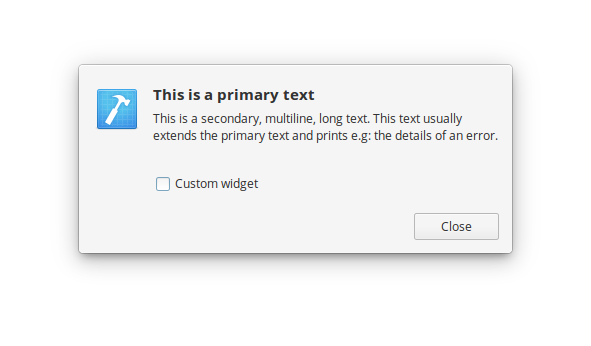 This is a primary text
This is a secondary, multiline, long text. This text usually
extends the primary text and prints e.g: the details of an error.
Custom widget
Close